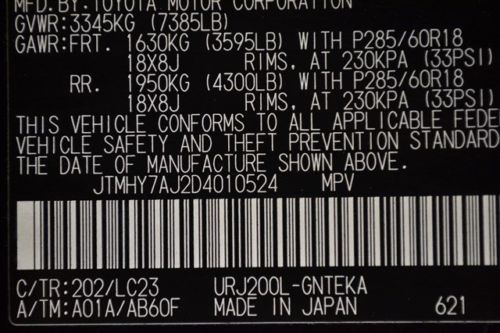 MFD.BY:TOYOTA MOTOR CORPORATION
GVWR:3345KG (7385LB)
GAWR:FRT. 1630KG (3595LB) WITH P285/60R18
18X8J RIMS. AT 230KPA (33PSI)
RR. 1950KG (4300LB) WITH P285/60R18
18X8J RIMS. AT 230KPA (33PSI)
THIS VEHICLE CONFORMS TO ALL APPLICABLE FEDE
VEHICLE SAFETY AND THEFT PREVENTION STANDARD
THE DATE OF MANUFACTURE SHOWN ABOVE.
JTMHY7AJ2D4010524 MPV
C/TR:202/LC23 URJ200L-GNTEKA
A/TM:A01A/AB60F MADE IN JAPAN 621